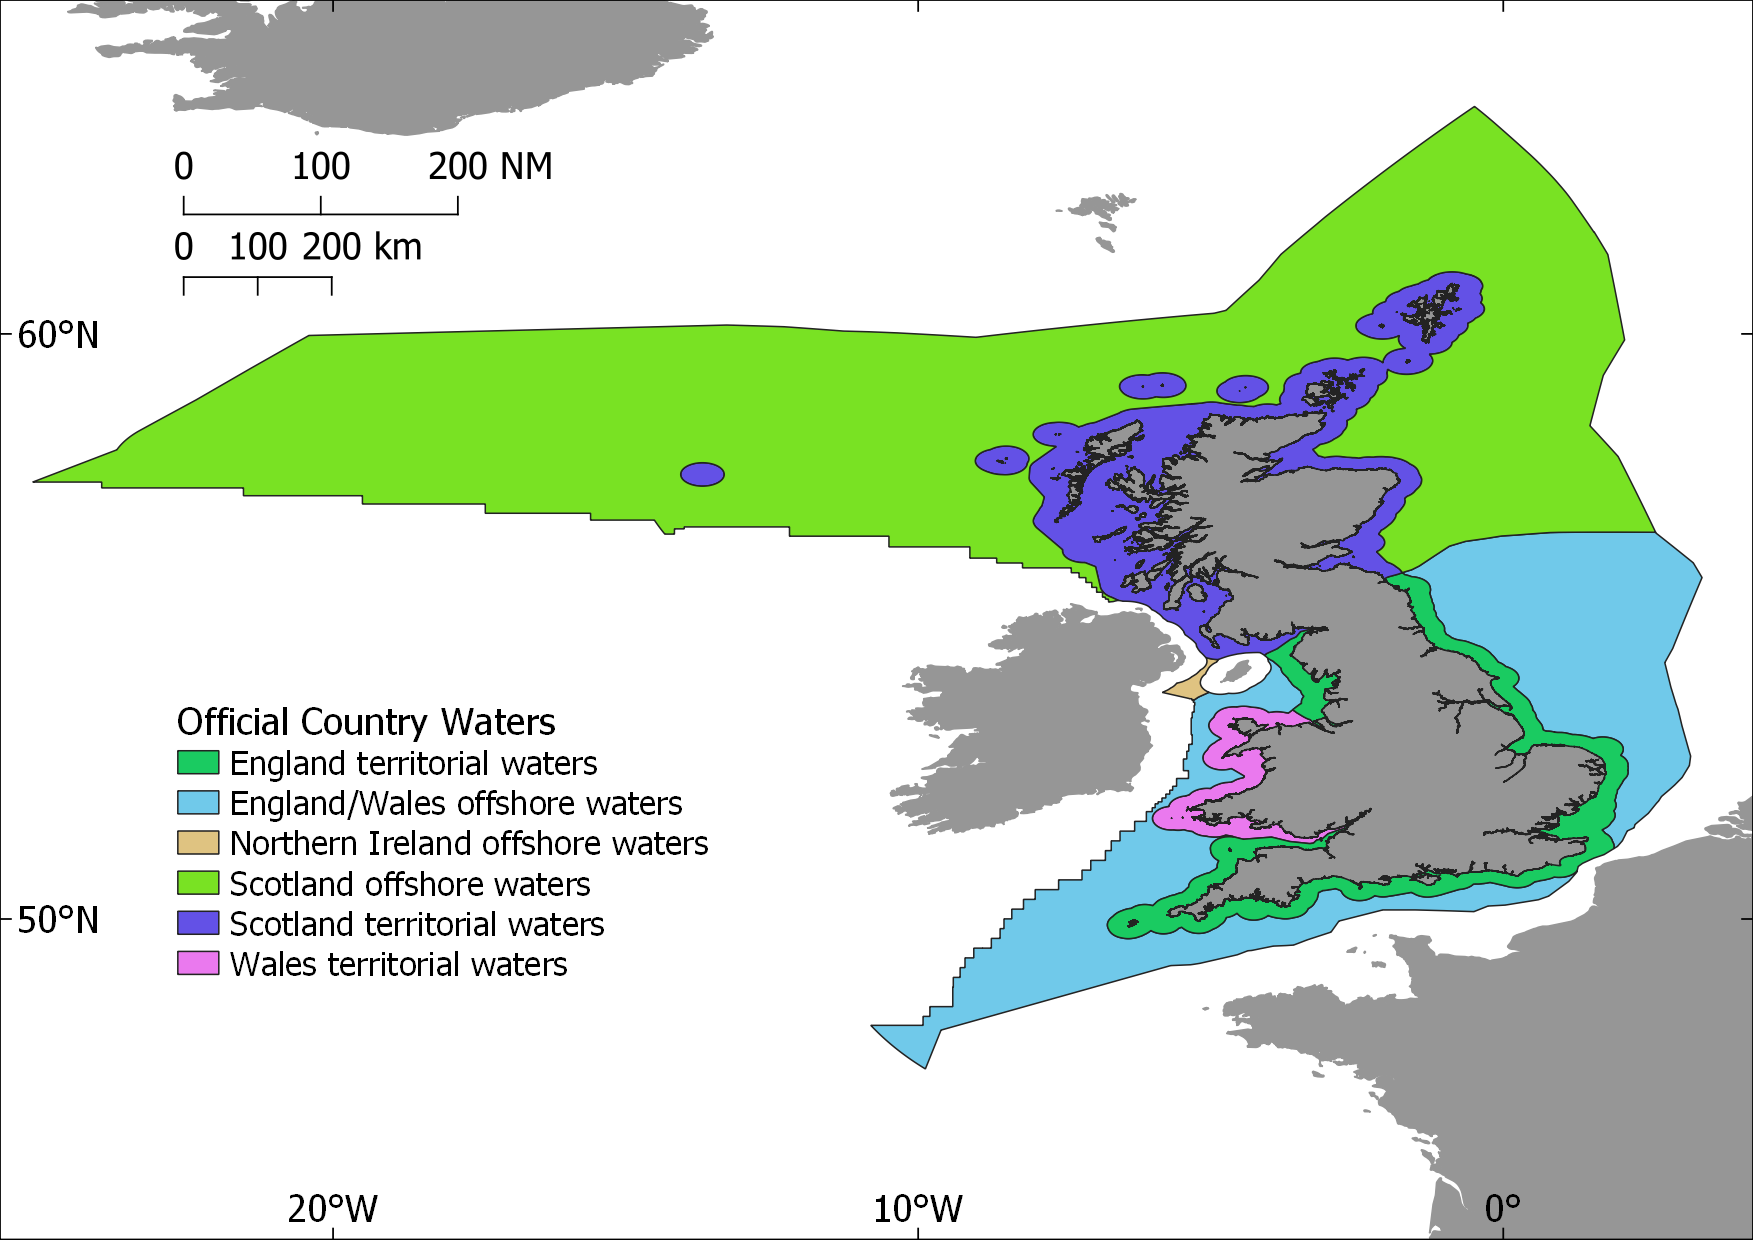 0 100 200 NM
0 100 200 km
60°N
Official Country Waters
England territorial waters
England/Wales offshore waters
Northern Ireland offshore waters
Scotland offshore waters
50°N
Scotland territorial waters
Wales territorial waters
20°W 10°W 0°